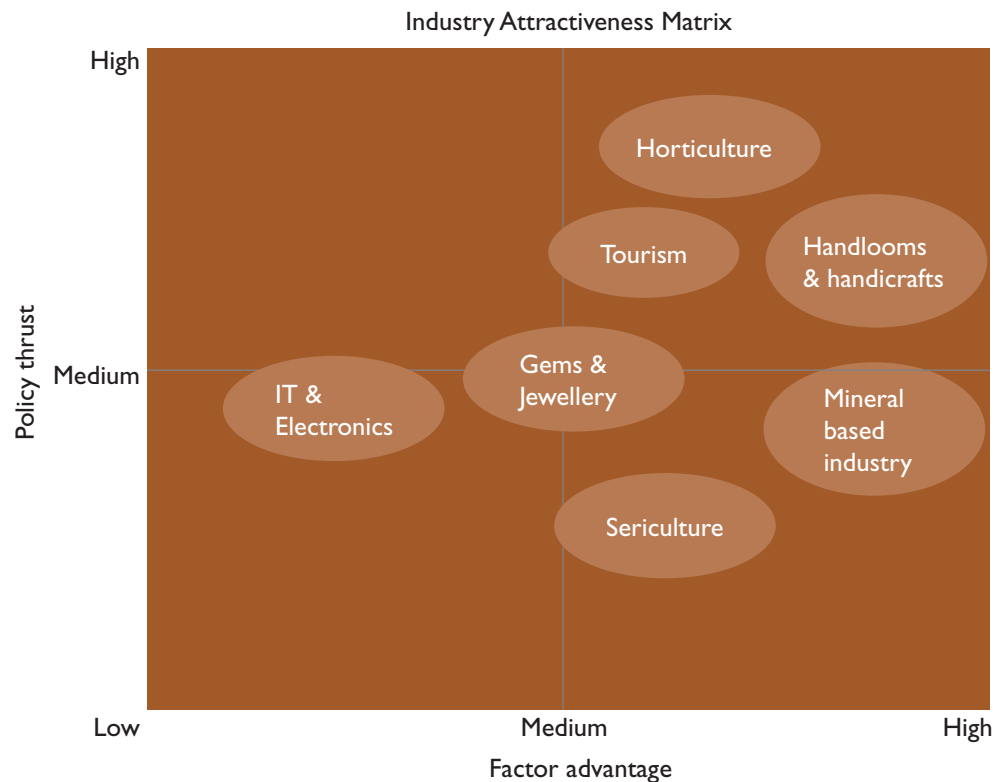 Industry Attractiveness Matrix
High
Horticulture
Tourism
Handlooms
& handicrafts
Policy thrust
Medium
Gems &
Jewellery
IT &
Electronics
Mineral
based
industry
Sericulture
Low
Medium
High
Factor advantage